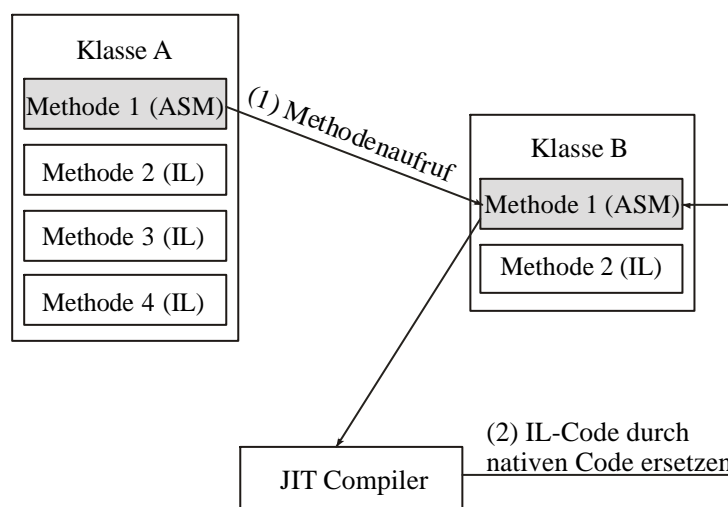 Klasse A
Methode 1 (ASM)
Methode 2 (IL)
Methode 3 (IL)
Methode 4 (IL)
(1) Methodenaufruf
Klasse B
Methode 1 (ASM)
Methode 2 (IL)
JIT Compiler
(2) IL-Code durch
nativen Code ersetzen